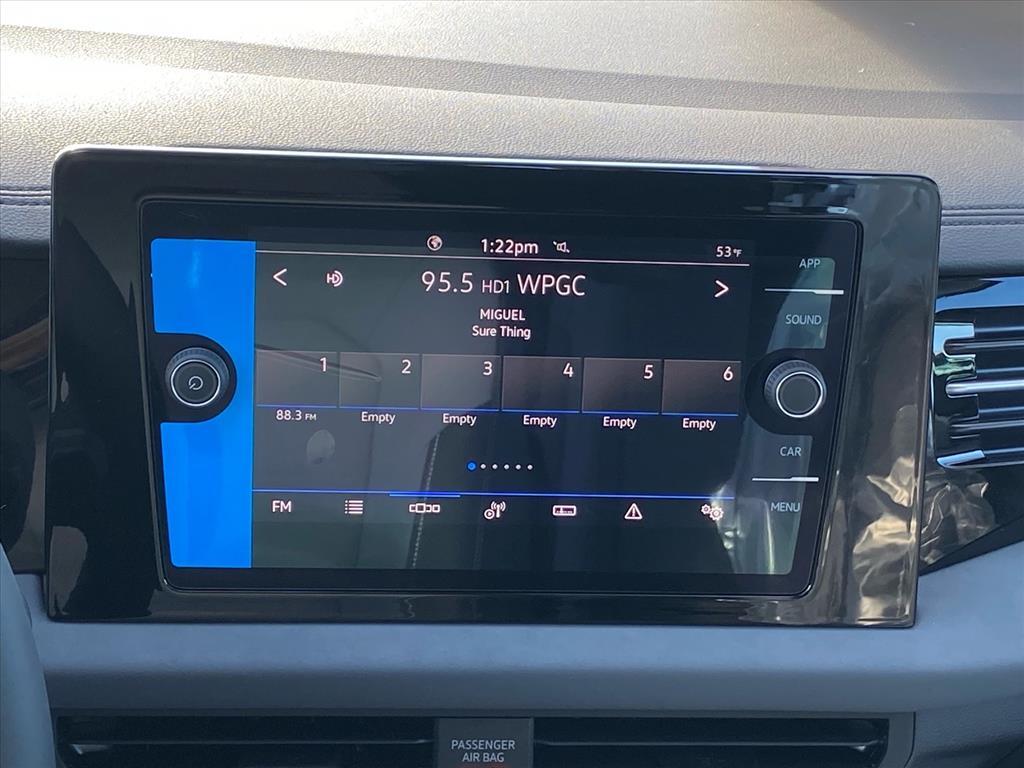 1:22pm
53°F
APP
HD
95.5 HD1 WPGC
SOUND
MIGUEL
Sure Thing
1 2 3 4 5 6
88.3 FM Empty Empty Empty Empty Empty
CAR
FM
MENU
PASSENGER
AIR BAG